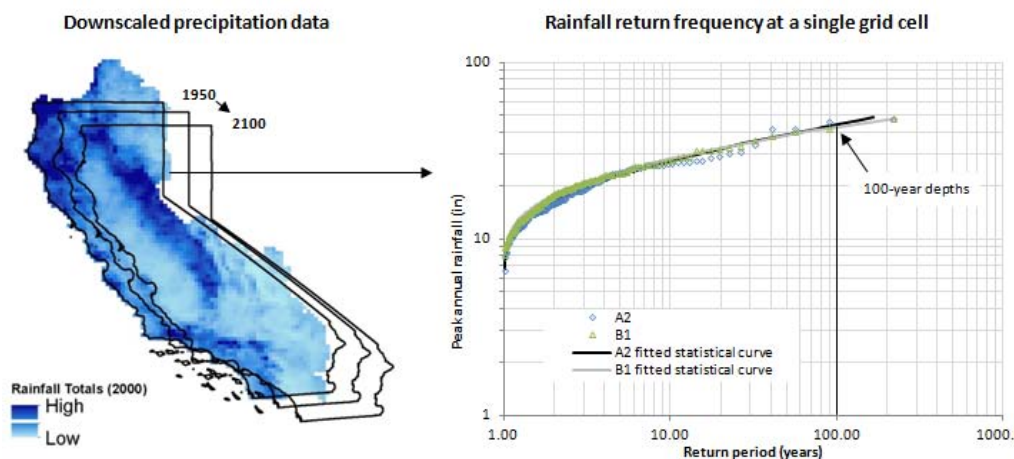 Downscaled precipitation data
1950
2100
Rainfall Totals (2000)
High
Low
Rainfall return frequency at a single grid cell
Peak annual rainfall (in)
100
10
1
100-year depths
A2
B1
A2 fitted statistical curve
B1 fitted statistical curve
1.00
10.00
100.00
1000.
Return period (years)